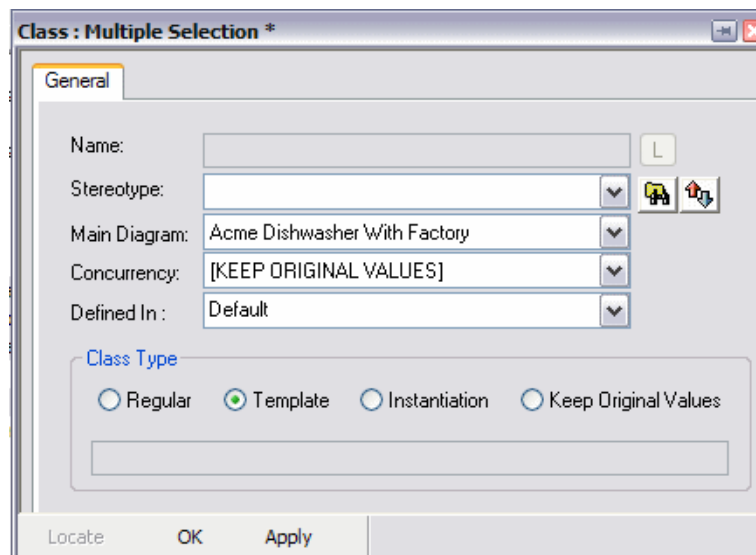 Class : Multiple Selection *
General
Name:
L
Stereotype:
Main Diagram: Acme Dishwasher With Factory
Concurrency: [KEEP ORIGINAL VALUES]
Defined In : Default
Class Type
Regular Template Instantiation Keep Original Values
Locate OK Apply